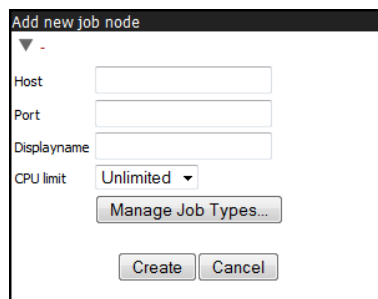 Add new job node
-
Host
Port
Displayname
CPU limit Unlimited
Manage Job Types...
Create Cancel